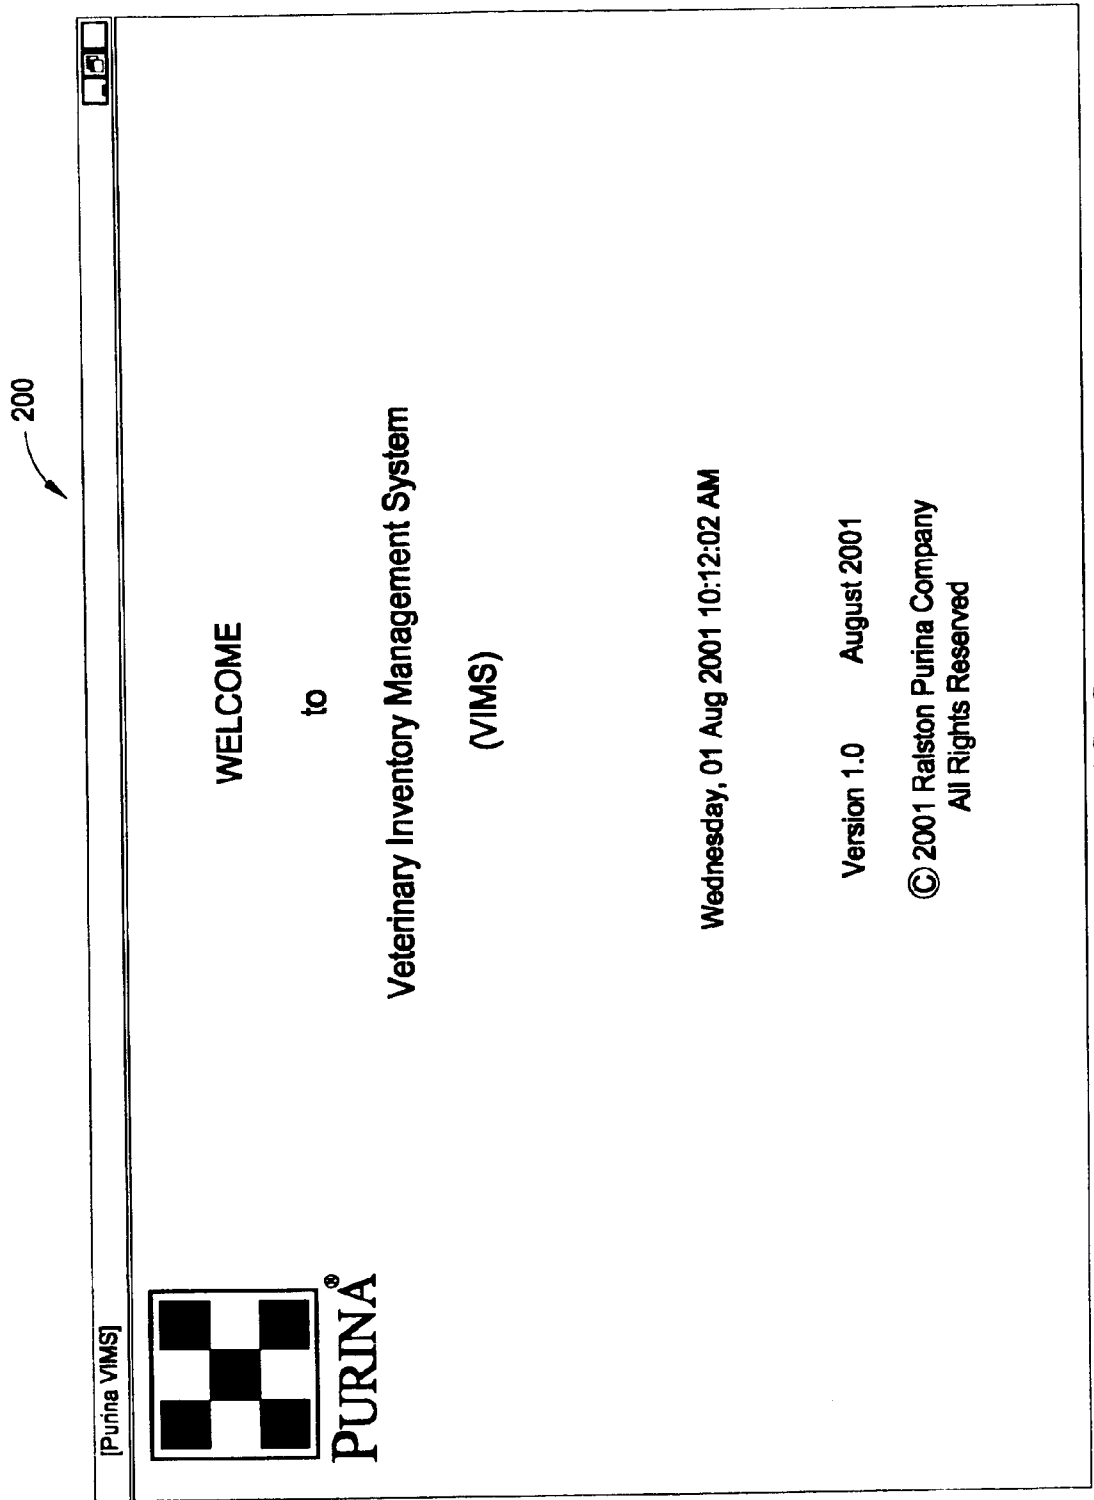 200
[Purina VIMS]
PURINA®
WELCOME
to
Veterinary Inventory Management System
(VIMS)
Wednesday, 01 Aug 2001 10:12:02 AM
Version 1.0 August 2001
© 2001 Ralston Purina Company
All Rights Reserved